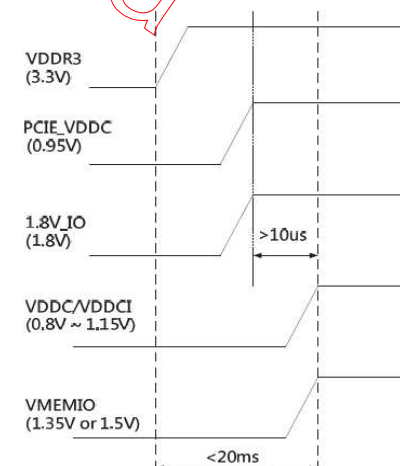 VDDR3
(3.3V)
PCIE_VDDC
(0.95V)
1.8V_IO
(1.8V)
>10us
VDDC/VDDCI
(0.8V ~ 1.15V)
VMEMIO
(1.35V or 1.5V)
<20ms